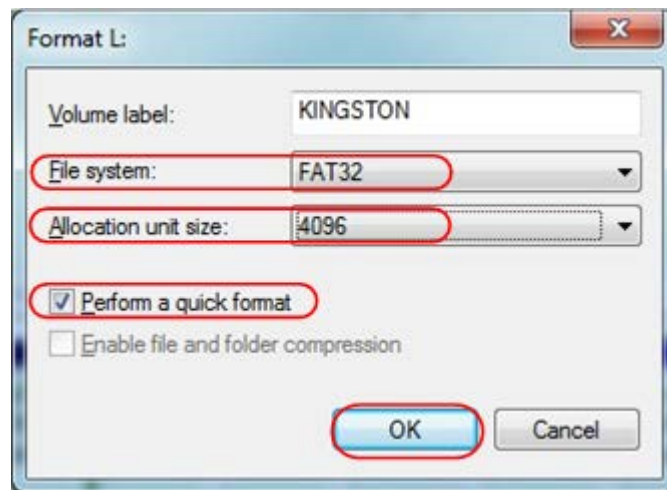 Format L:
Volume label: KINGSTON
File system: FAT32
Allocation unit size: 4096
Perform a quick format
Enable file and folder compression
OK Cancel